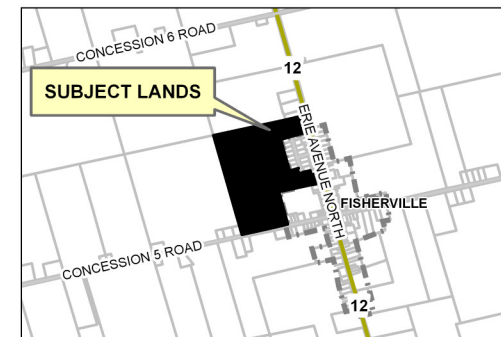 CONCESSION 6 ROAD
12
SUBJECT LANDS
ERIE AVENUE NORTH
FISHERVILLE
CONCESSION 5 ROAD
12